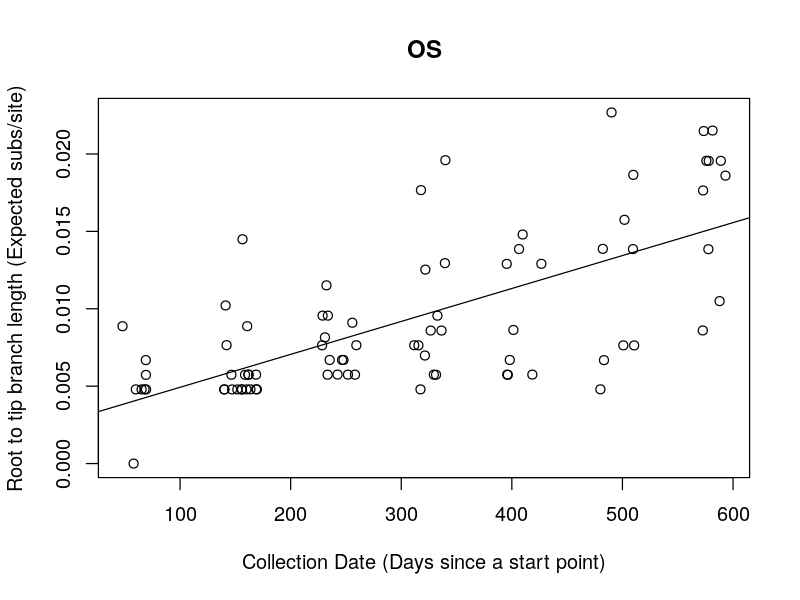 OS
Root to tip branch length (Expected subs/site)
0.020
0.015
0.010
0.005
0.000
100 200 300 400 500 600
Collection Date (Days since a start point)